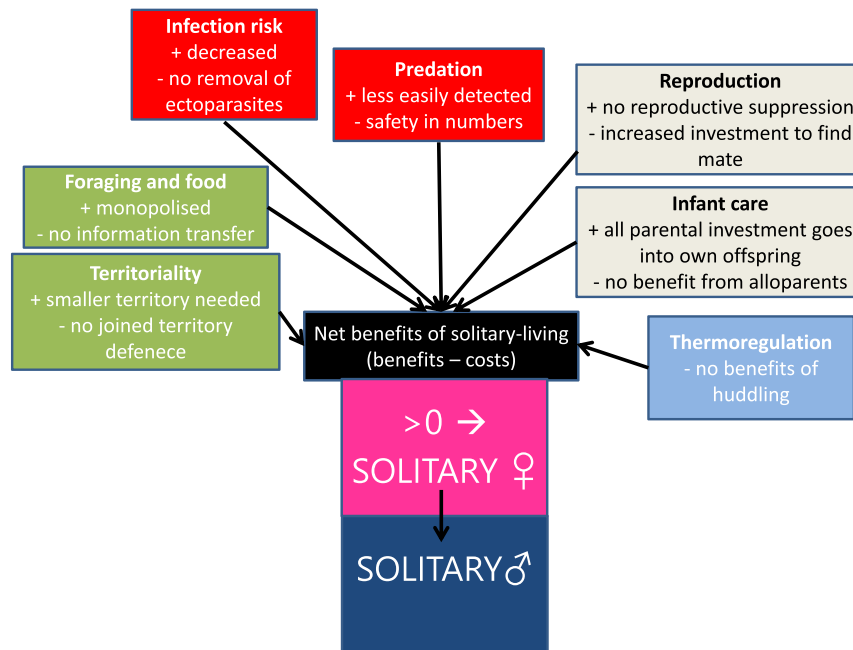 Infection risk
+ decreased
- no removal of
ectoparasites
Predation
+ less easily detected
- safety in numbers
Reproduction
+ no reproductive suppression
- increased investment to find
mate
Foraging and food
+ monopolised
- no information transfer
Infant care
+ all parental investment goes
into own offspring
- no benefit from alloparents
Territoriality
+ smaller territory needed
- no joined territory
defenece
Net benefits of solitary-living
(benefits – costs)
Thermoregulation
- no benefits of
huddling
>0 →
SOLITARY ♀
SOLITARY♂